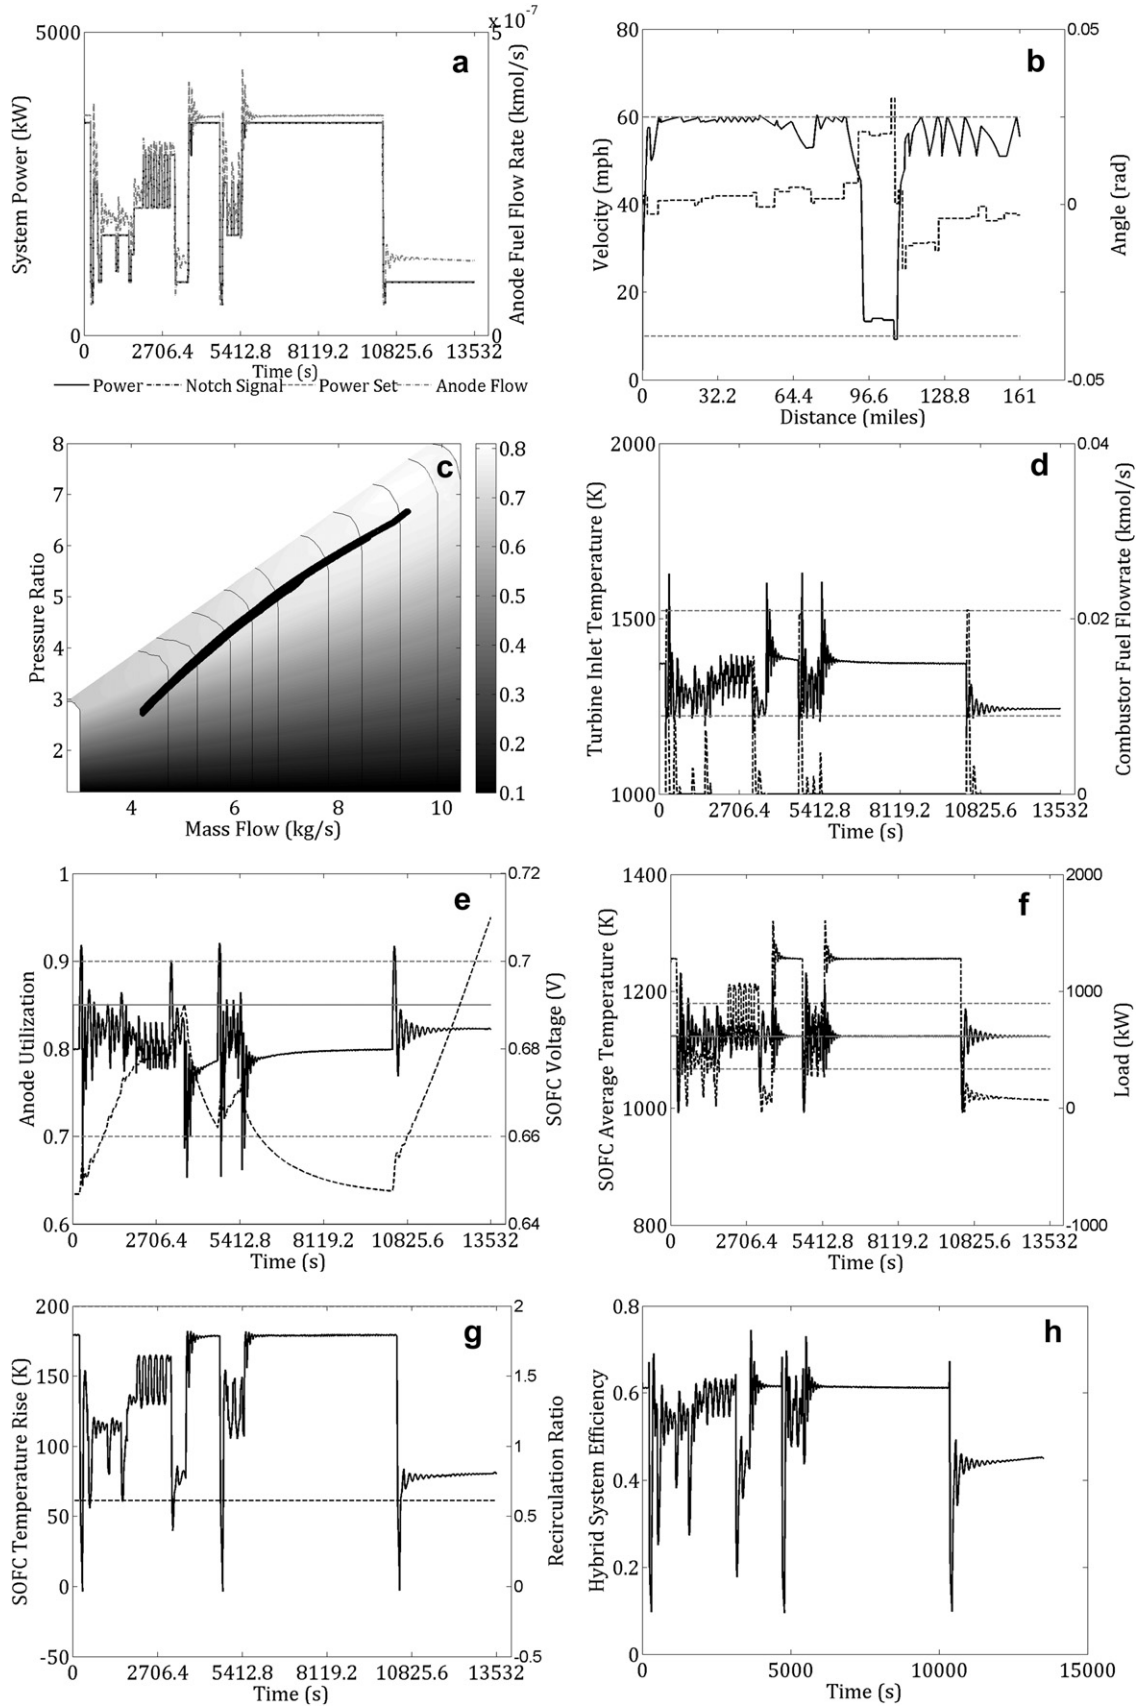 x 10^-7
5000
5
a
System Power (kW)
Anode Fuel Flow Rate (kmol/s)
0
0
0 2706.4 5412.8 8119.2 10825.6 13532
Time (s)
Power Notch Signal Power Set Anode Flow
80 0.05
b
60
Velocity (mph)
40 0
Angle (rad)
20
0 -0.05
0 32.2 64.4 96.6 128.8 161
Distance (miles)
8 0.8
c
7 0.7
6 0.6
Pressure Ratio
5 0.5
4 0.4
3 0.3
2 0.2
0.1
4 6 8 10
Mass Flow (kg/s)
2000 0.04
d
Turbine Inlet Temperature (K)
1500 0.02
Combustor Fuel Flowrate (kmol/s)
1000 0
0 2706.4 5412.8 8119.2 10825.6 13532
Time (s)
1 0.72
e
0.9 0.7
Anode Utilization
0.8 0.68
SOFC Voltage (V)
0.7 0.66
0.6 0.64
0 2706.4 5412.8 8119.2 10825.6 13532
Time (s)
1400 2000
f
SOFC Average Temperature (K)
1200 1000
Load (kW)
1000 0
800 -1000
0 2706.4 5412.8 8119.2 10825.6 13532
Time (s)
200 2
g
150 1.5
SOFC Temperature Rise (K)
100 1
Recirculation Ratio
50 0.5
0 0
-50 -0.5
0 2706.4 5412.8 8119.2 10825.6 13532
Time (s)
0.8
h
0.6
Hybrid System Efficiency
0.4
0.2
0
0 5000 10000 15000
Time (s)